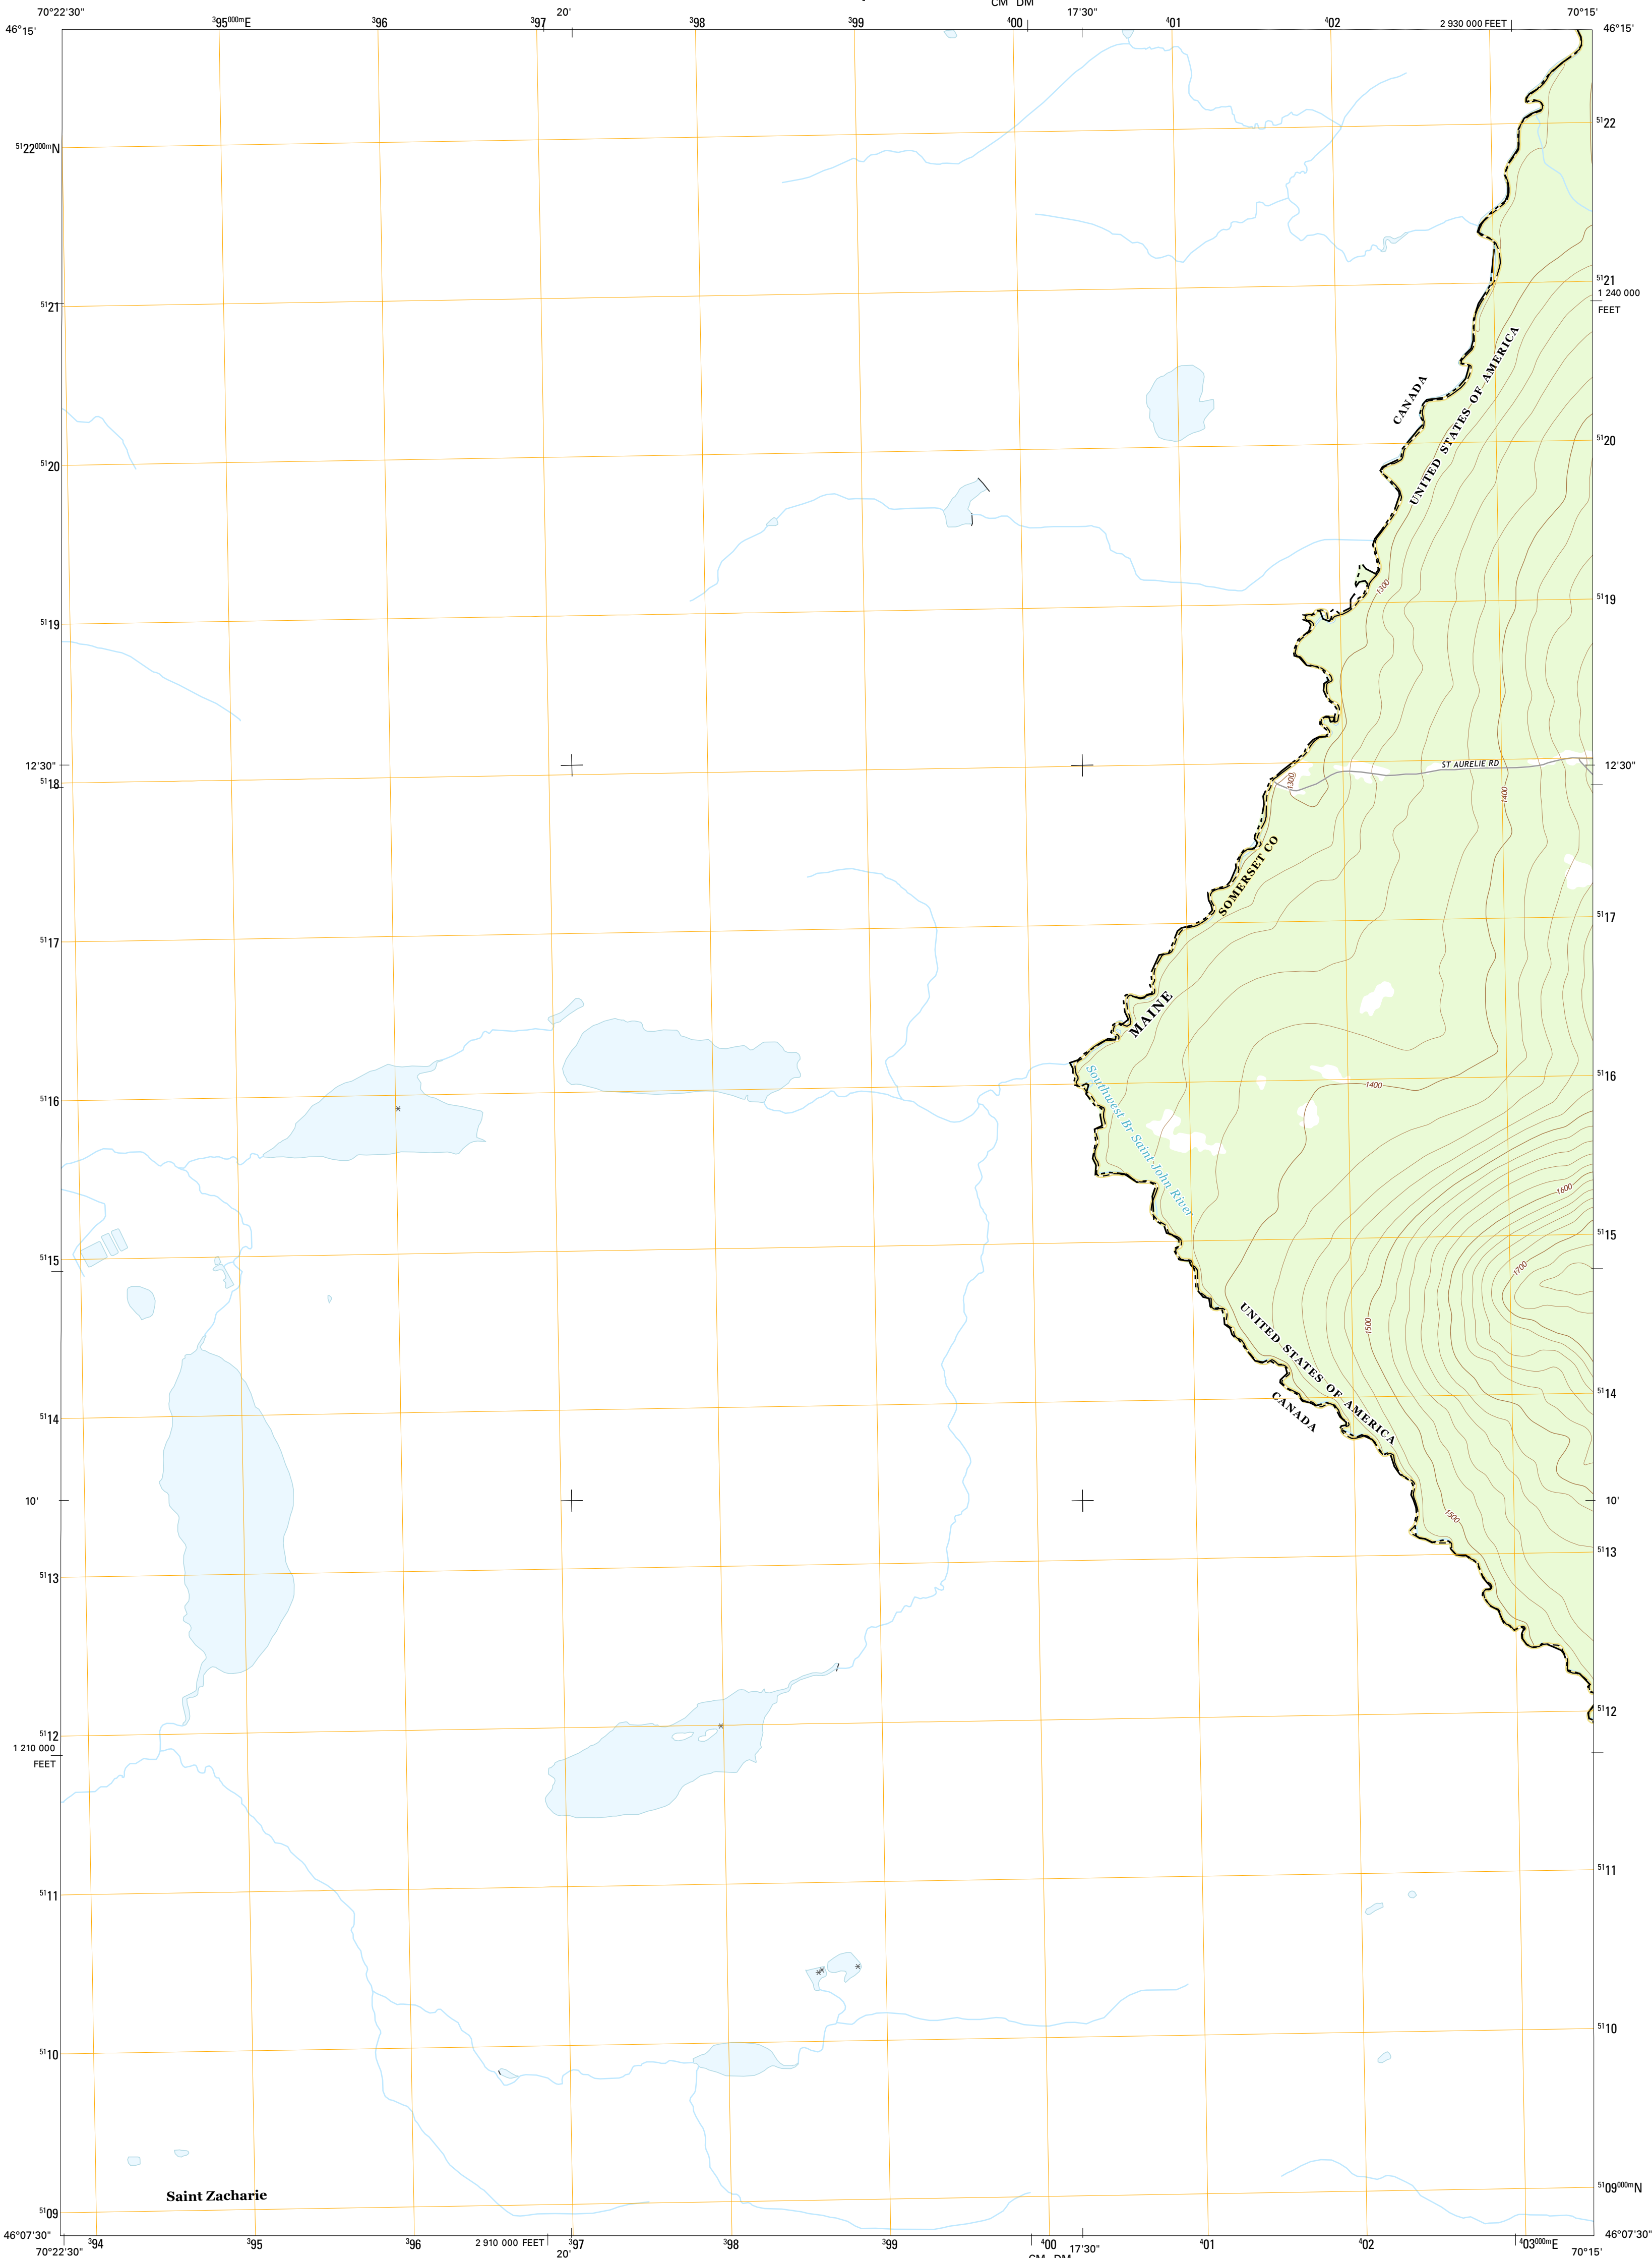 CM DM
70°22'30" ³95⁰⁰⁰ᵐE ³96 ³97 20' ³98 ³99 ⁴00 17'30" ⁴01 ⁴02 2 930 000 FEET 70°15'
46°15' 46°15'
⁵¹22⁰⁰⁰ᵐN ⁵¹22
⁵¹21 ⁵¹21
1 240 000
FEET
CANADA
UNITED STATES OF AMERICA
⁵¹20 ⁵¹20
1300
⁵¹19 ⁵¹19
12'30" ST AURELIE RD 12'30"
⁵¹18 1300 1400
SOMERSET CO
⁵¹17 ⁵¹17
MAINE
⁵¹16 1400 ⁵¹16
Southwest Br Saint John River
1600
⁵¹15 ⁵¹15
1700
1500
UNITED STATES OF AMERICA
CANADA
⁵¹14 ⁵¹14
10' 10'
1500
⁵¹13 ⁵¹13
⁵¹12 ⁵¹12
1 210 000
FEET
⁵¹11 ⁵¹11
⁵¹10 ⁵¹10
Saint Zacharie
⁵¹09 ⁵¹09⁰⁰⁰ᵐN
46°07'30" 46°07'30"
70°22'30" ³94 ³95 ³96 2 910 000 FEET ³97 20' ³98 ³99 ⁴00 17'30" ⁴01 ⁴02 ⁴03⁰⁰⁰ᵐE 70°15'
CM DM